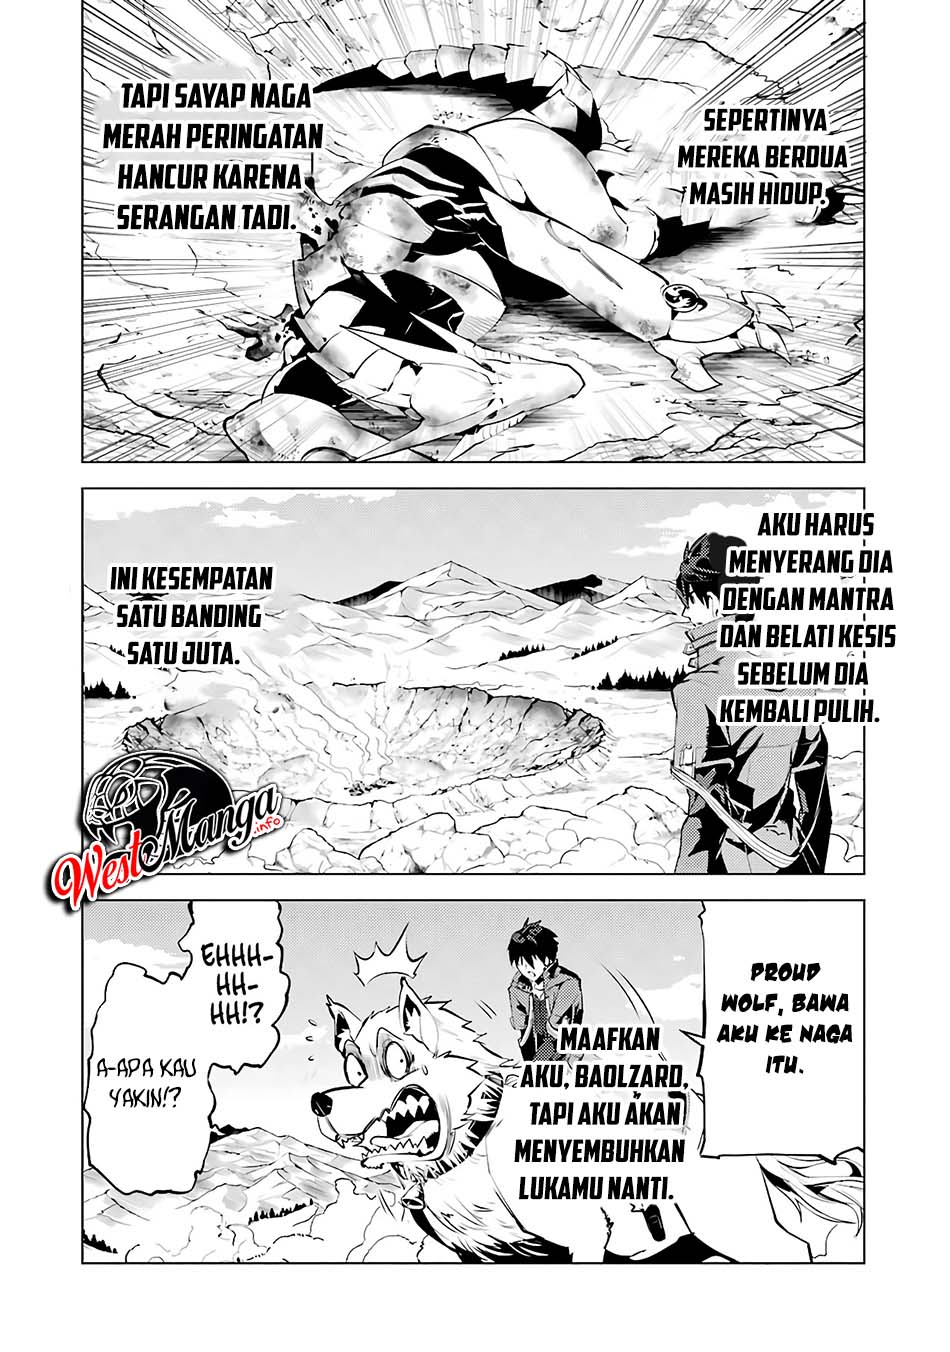 SEPERTINYA
MEREKA BERDUA
MASIH HIDUP.
TAPI SAYAP NAGA
MERAH PERINGATAN
HANCUR KARENA
SERANGAN TADI.
AKU HARUS
MENYERANG DIA
DENGAN MANTRA
DAN BELATI KESIS
SEBELUM DIA
KEMBALI PULIH.
INI KESEMPATAN
SATU BANDING
SATU JUTA.
WestManga
.info
PROUD
WOLF, BAWA
AKU KE NAGA
ITU.
MAAFKAN
AKU, BAOLZARD,
TAPI AKU AKAN
MENYEMBUHKAN
LUKAMU NANTI.
EHHH-
HH-
HH!?
A-APA KAU
YAKIN!?